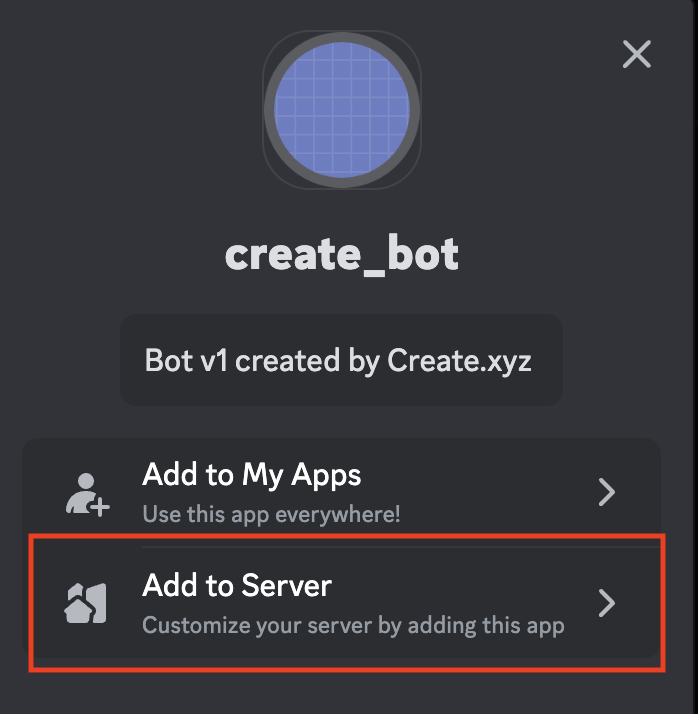 create_bot
Bot v1 created by Create.xyz
Add to My Apps
Use this app everywhere!
Add to Server
Customize your server by adding this app